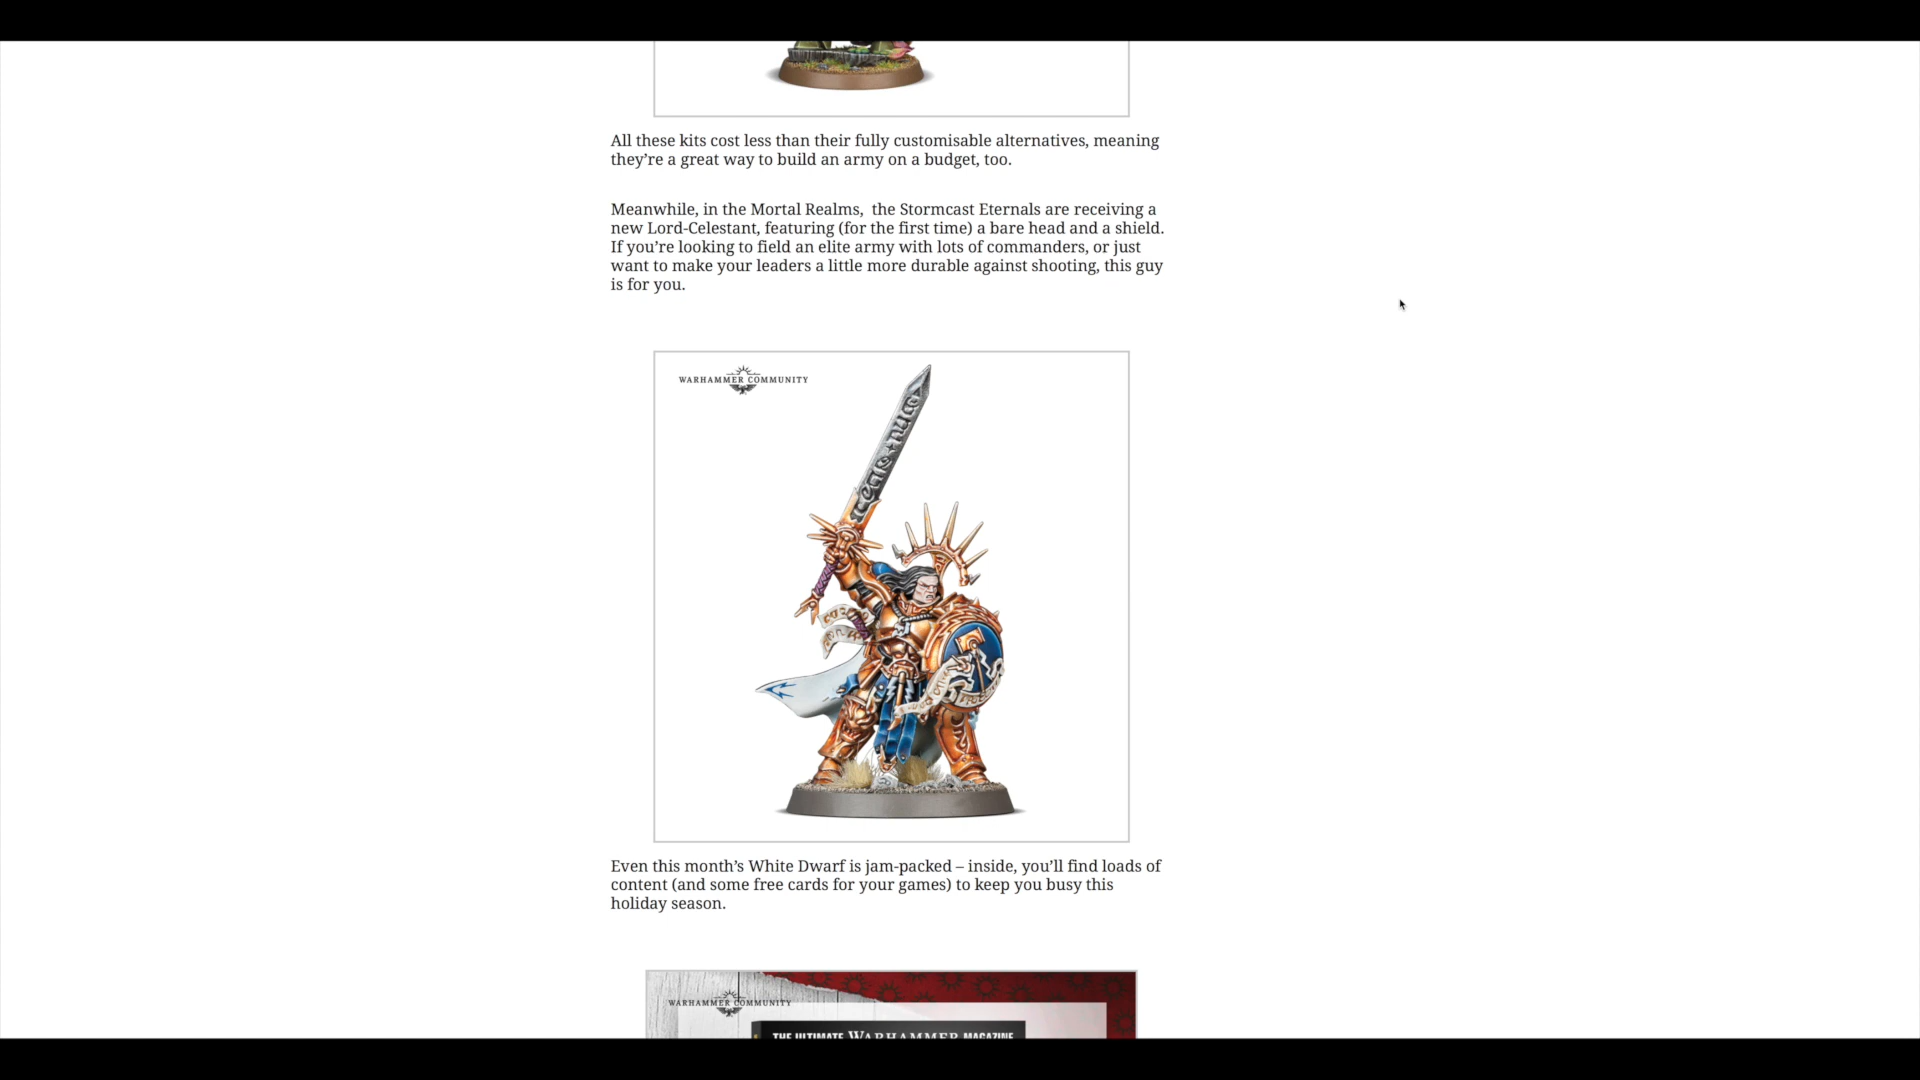 All these kits cost less than their fully customisable alternatives, meaning
they’re a great way to build an army on a budget, too.
Meanwhile, in the Mortal Realms,  the Stormcast Eternals are receiving a
new Lord-Celestant, featuring (for the first time) a bare head and a shield.
If you’re looking to field an elite army with lots of commanders, or just
want to make your leaders a little more durable against shooting, this guy
is for you.
WARHAMMER COMMUNITY
Even this month’s White Dwarf is jam-packed – inside, you’ll find loads of
content (and some free cards for your games) to keep you busy this
holiday season.
WARHAMMER COMMUNITY
THE ULTIMATE WARHAMMER MAGAZINE